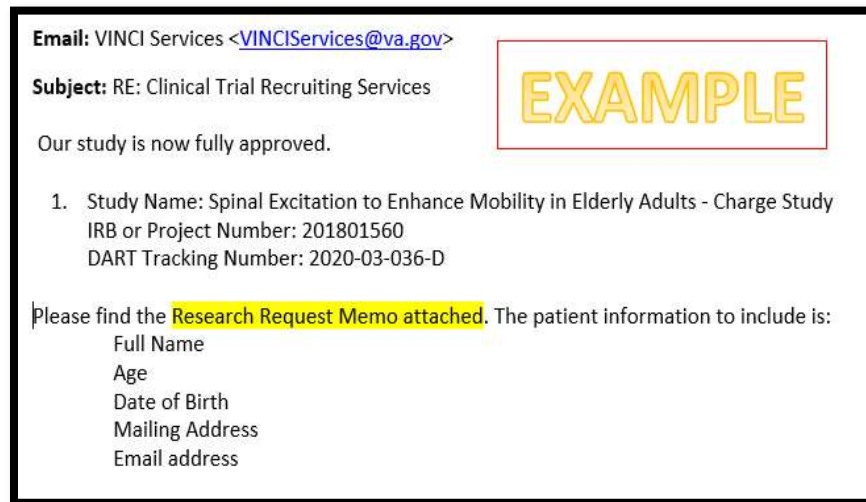 Email: VINCI Services <VINCIServices@va.gov>
EXAMPLE
Subject: RE: Clinical Trial Recruiting Services
Our study is now fully approved.
1. Study Name: Spinal Excitation to Enhance Mobility in Elderly Adults - Charge Study
IRB or Project Number: 201801560
DART Tracking Number: 2020-03-036-D
Please find the Research Request Memo attached. The patient information to include is:
Full Name
Age
Date of Birth
Mailing Address
Email address